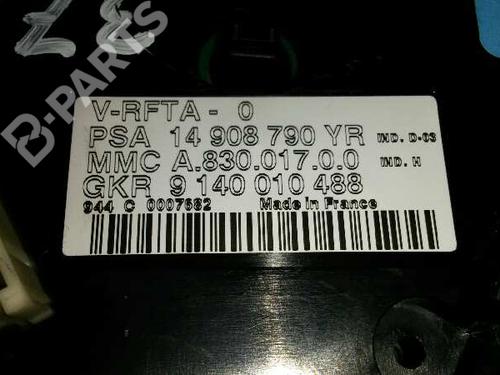 37
B-PARTS
V-RFTA - 0
PSA 14 908 790 YR IND. D-03
MMC A.830.017.0.0 IND. H
GKR 9 140 010 488
944 C 0007682 Made in France